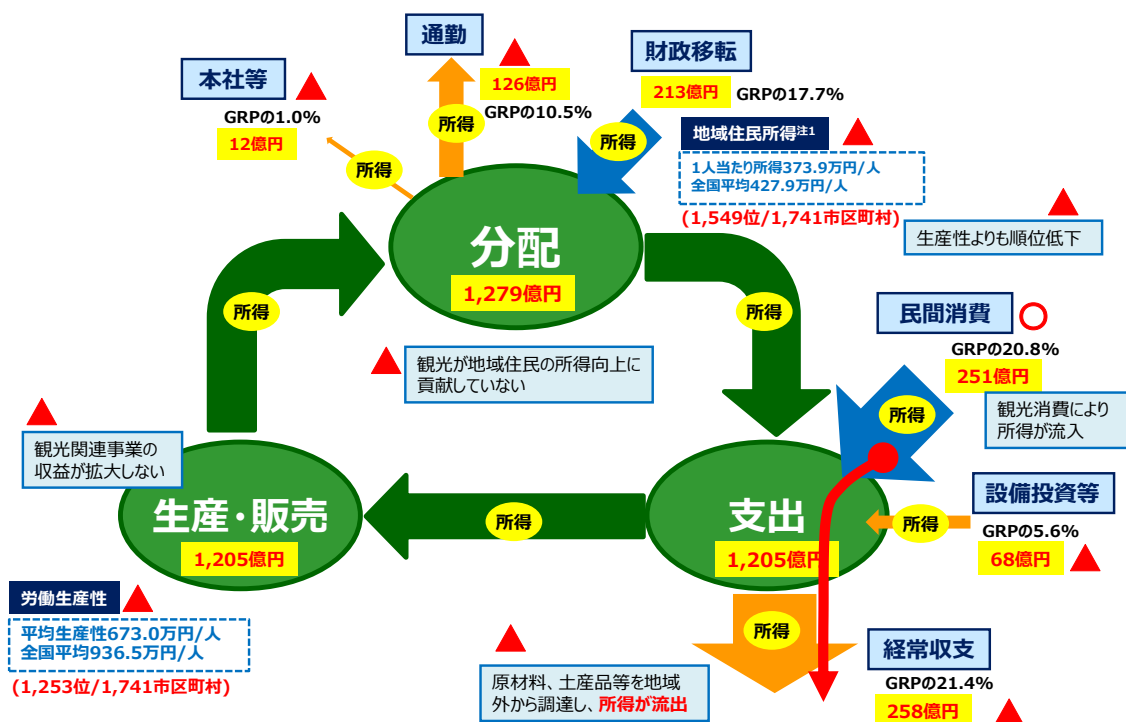 通勤
▲
126億円
GRPの10.5%
所得
本社等
▲
GRPの1.0%
12億円
所得
財政移転
213億円 GRPの17.7%
所得
地域住民所得注1
▲
1人当たり所得373.9万円/人
全国平均427.9万円/人
(1,549位/1,741市区町村)
▲
生産性よりも順位低下
分配
1,279億円
所得
所得
民間消費 ○
GRPの20.8%
251億円
所得
観光消費により
所得が流入
▲
観光が地域住民の所得向上に
貢献していない
▲
観光関連事業の
収益が拡大しない
生産・販売
1,205億円
所得
支出
1,205億円
設備投資等
所得
GRPの5.6%
68億円 ▲
労働生産性 ▲
平均生産性673.0万円/人
全国平均936.5万円/人
(1,253位/1,741市区町村)
▲
原材料、土産品等を地域
外から調達し、所得が流出
所得
経常収支
GRPの21.4%
258億円 ▲